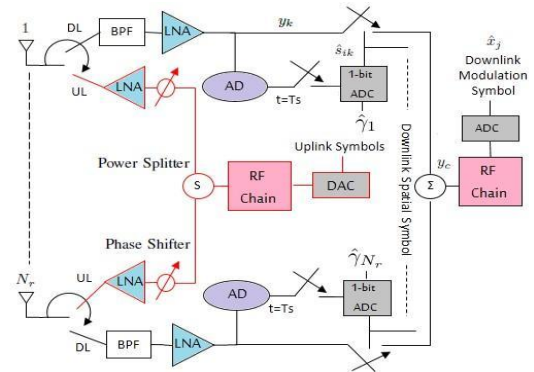 1
DL
BPF
LNA
y_k
ŝ_ik
x̂_j
Downlink
Modulation
Symbol
UL
LNA
AD
t=Ts
1-bit
ADC
γ̂_1
ADC
Power Splitter
Uplink Symbols
S
RF
Chain
DAC
Downlink Spatial Symbol
y_c
Σ
RF
Chain
Phase Shifter
N_r
UL
LNA
AD
t=Ts
γ̂_{N_r}
1-bit
ADC
DL
BPF
LNA